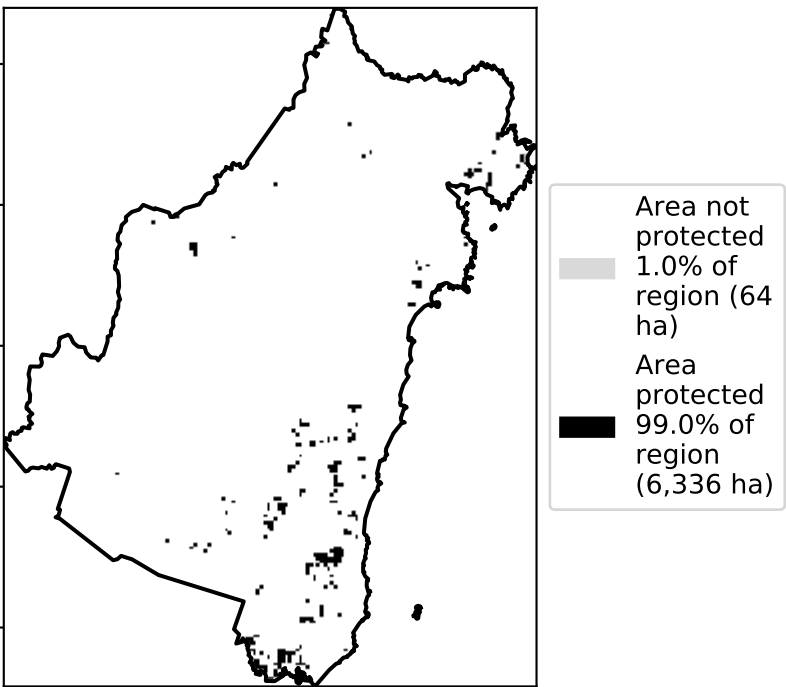 Area not
protected
1.0% of
region (64
ha)
Area
protected
99.0% of
region
(6,336 ha)